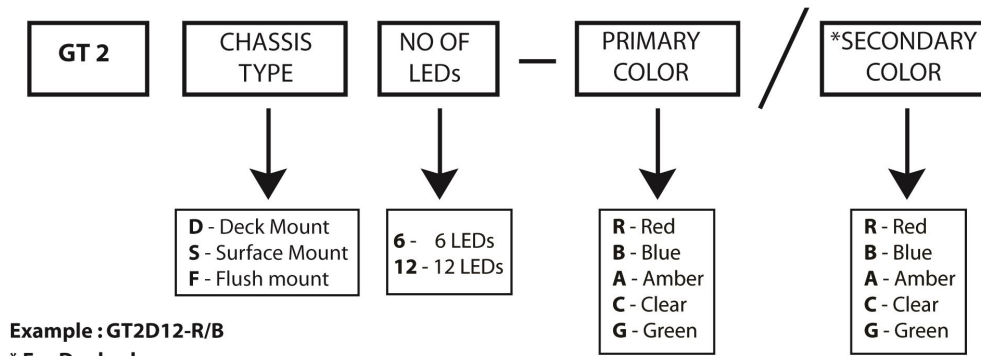 GT 2
CHASSIS
TYPE
NO OF
LEDs
—
PRIMARY
COLOR
/
*SECONDARY
COLOR
D - Deck Mount
S - Surface Mount
F - Flush mount
6 - 6 LEDs
12 - 12 LEDs
R - Red
B - Blue
A - Amber
C - Clear
G - Green
R - Red
B - Blue
A - Amber
C - Clear
G - Green
Example : GT2D12-R/B